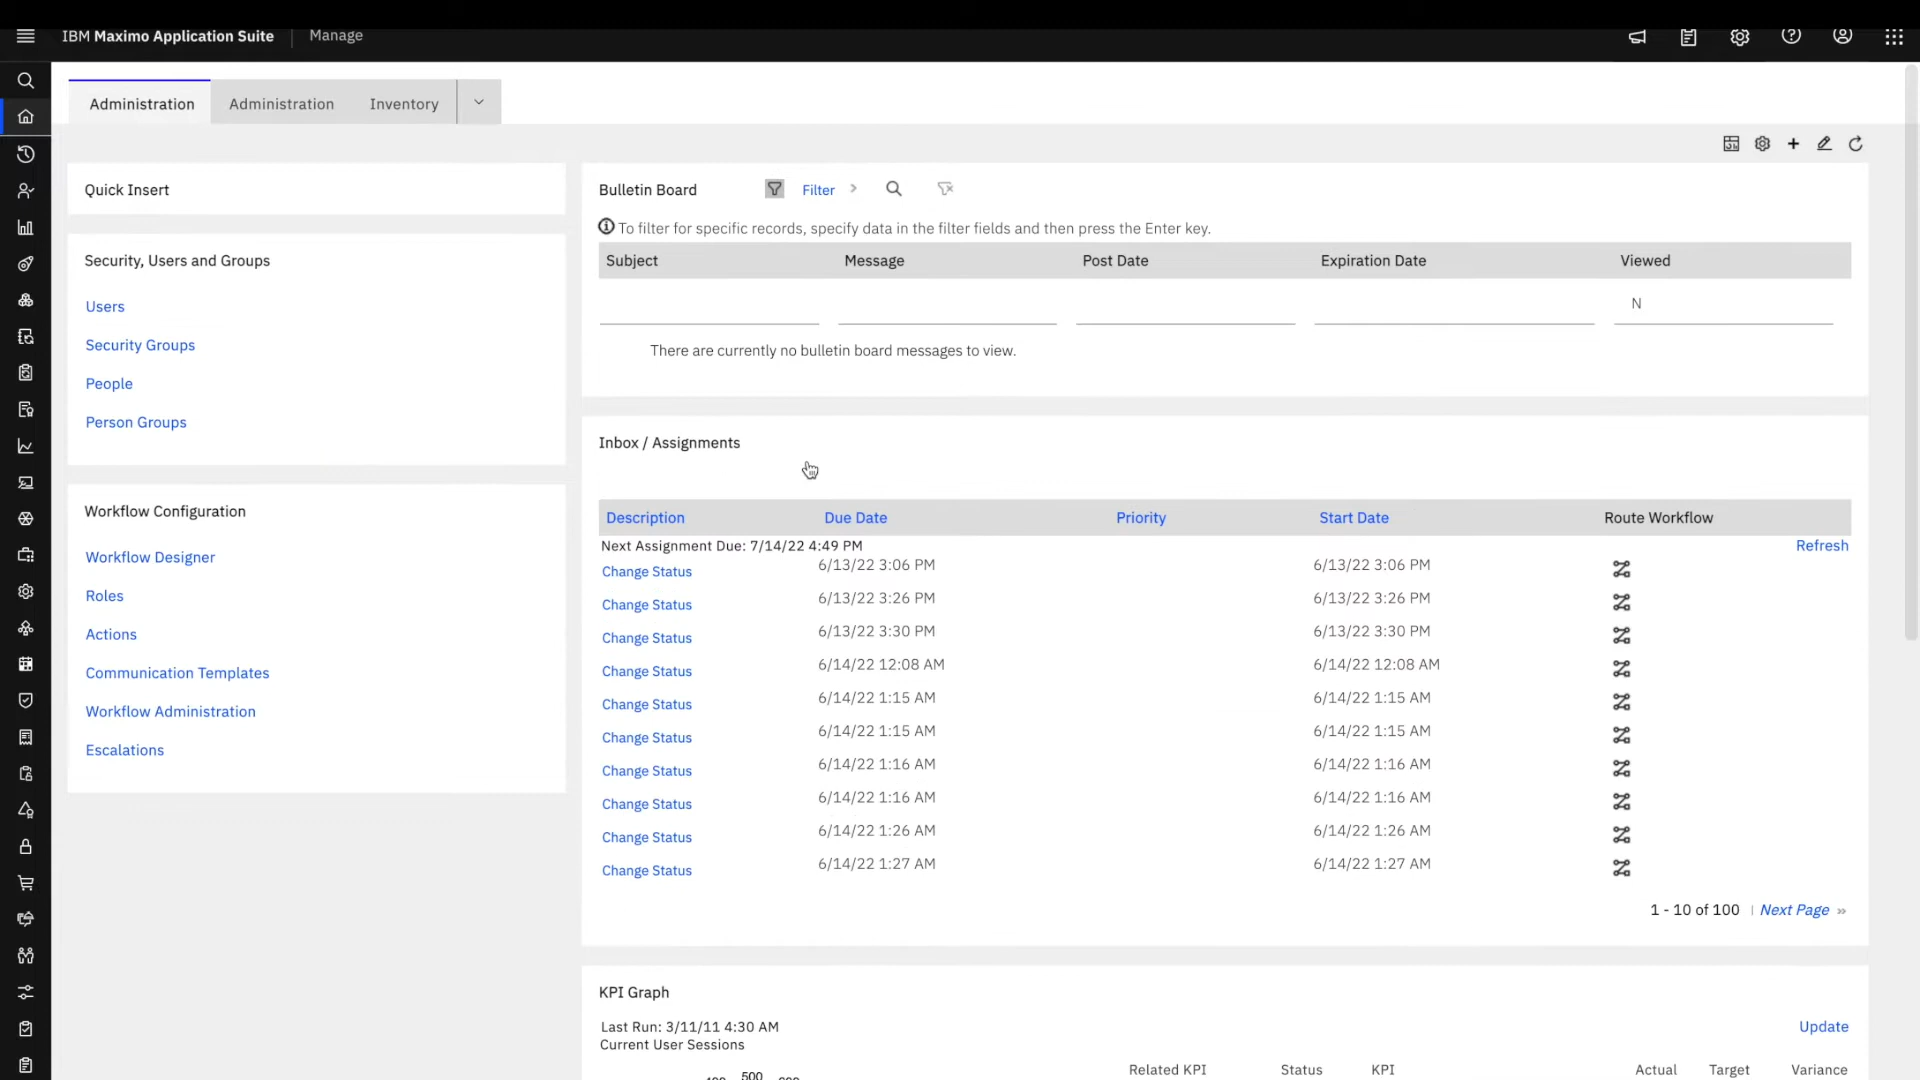 IBM Maximo Application Suite Manage
Administration Administration Inventory
Quick Insert
Security, Users and Groups
Users
Security Groups
People
Person Groups
Workflow Configuration
Workflow Designer
Roles
Actions
Communication Templates
Workflow Administration
Escalations
Bulletin Board Filter
To filter for specific records, specify data in the filter fields and then press the Enter key.
Subject Message Post Date Expiration Date Viewed
N
There are currently no bulletin board messages to view.
Inbox / Assignments
Description Due Date Priority Start Date Route Workflow
Next Assignment Due: 7/14/22 4:49 PM Refresh
Change Status 6/13/22 3:06 PM 6/13/22 3:06 PM
Change Status 6/13/22 3:26 PM 6/13/22 3:26 PM
Change Status 6/13/22 3:30 PM 6/13/22 3:30 PM
Change Status 6/14/22 12:08 AM 6/14/22 12:08 AM
Change Status 6/14/22 1:15 AM 6/14/22 1:15 AM
Change Status 6/14/22 1:15 AM 6/14/22 1:15 AM
Change Status 6/14/22 1:16 AM 6/14/22 1:16 AM
Change Status 6/14/22 1:16 AM 6/14/22 1:16 AM
Change Status 6/14/22 1:26 AM 6/14/22 1:26 AM
Change Status 6/14/22 1:27 AM 6/14/22 1:27 AM
1 - 10 of 100 | Next Page »
KPI Graph
Last Run: 3/11/11 4:30 AM Update
Current User Sessions
Related KPI Status KPI Actual Target Variance
500